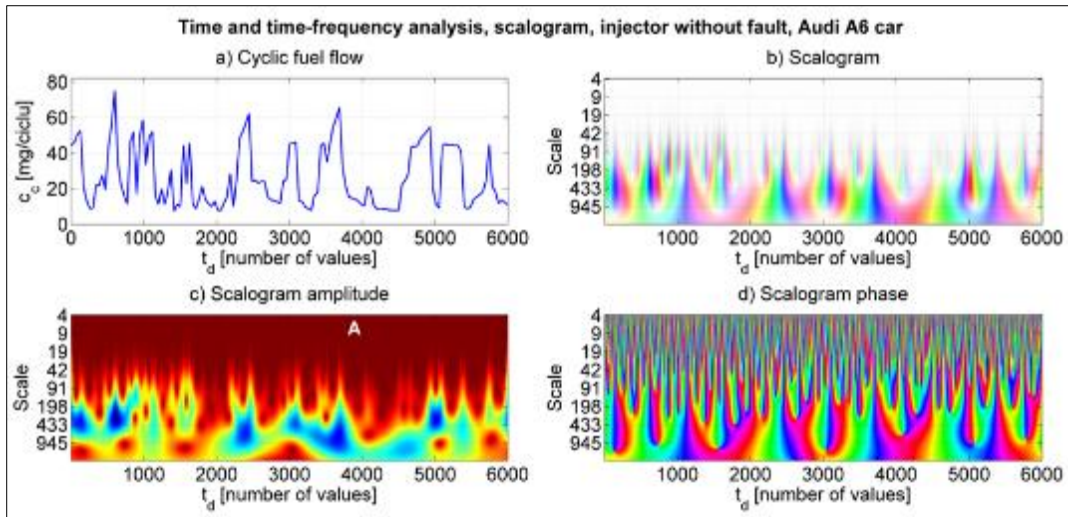 Time and time-frequency analysis, scalogram, injector without fault, Audi A6 car
a) Cyclic fuel flow
80
60
40
20
0
c_c [mg/ciclu]
0 1000 2000 3000 4000 5000 6000
t_d [number of values]
b) Scalogram
4
9
19
42
91
198
433
945
Scale
1000 2000 3000 4000 5000 6000
t_d [number of values]
c) Scalogram amplitude
A
4
9
19
42
91
198
433
945
Scale
1000 2000 3000 4000 5000 6000
t_d [number of values]
d) Scalogram phase
4
9
19
42
91
198
433
945
Scale
1000 2000 3000 4000 5000 6000
t_d [number of values]